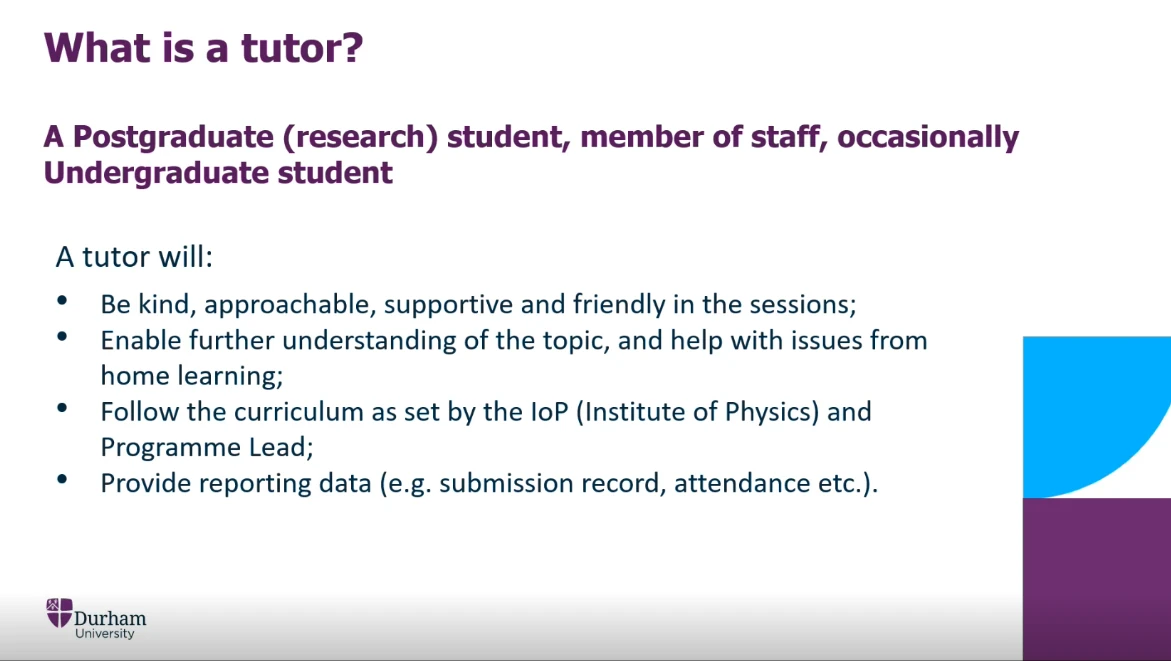 What is a tutor?
A Postgraduate (research) student, member of staff, occasionally
Undergraduate student
A tutor will:
• Be kind, approachable, supportive and friendly in the sessions;
• Enable further understanding of the topic, and help with issues from
home learning;
• Follow the curriculum as set by the IoP (Institute of Physics) and
Programme Lead;
• Provide reporting data (e.g. submission record, attendance etc.).
Durham
University